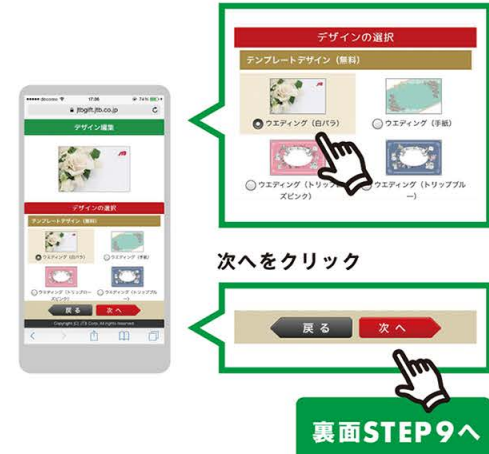 17:36
74%
jtbgift.jtb.co.jp
デザイン編集
デザインの選択
テンプレートデザイン（無料）
ウエディング（白バラ）
ウエディング（手紙）
ウエディング（トリップロー
ズピンク）
ウエディング（トリップブル
ー）
戻る
次へ
デザインの選択
テンプレートデザイン（無料）
ウエディング（白バラ）
ウエディング（手紙）
ウエディング（トリップ
ズピンク）
ウエディング（トリップブル
ー）
次へをクリック
戻る
次へ
裏面STEP9へ